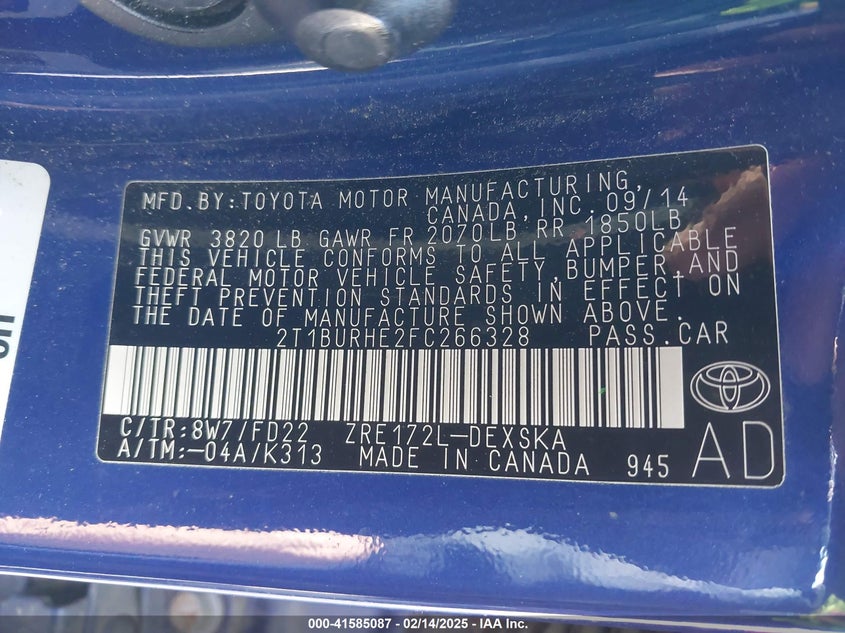 MFD.BY:TOYOTA MOTOR MANUFACTURING,
CANADA, INC. 09/14
GVWR 3820 LB GAWR FR 2070LB RR 1850LB
THIS VEHICLE CONFORMS TO ALL APPLICABLE
FEDERAL MOTOR VEHICLE SAFETY, BUMPER, AND
THEFT PREVENTION STANDARDS IN EFFECT ON
THE DATE OF MANUFACTURE SHOWN ABOVE.
2T1BURHE2FC266328 PASS.CAR
C/TR:8W7/FD22 ZRE172L-DEXSKA
A/TM:-04A/K313 MADE IN CANADA 945
AD
000-41585087 - 02/14/2025 - IAA Inc.